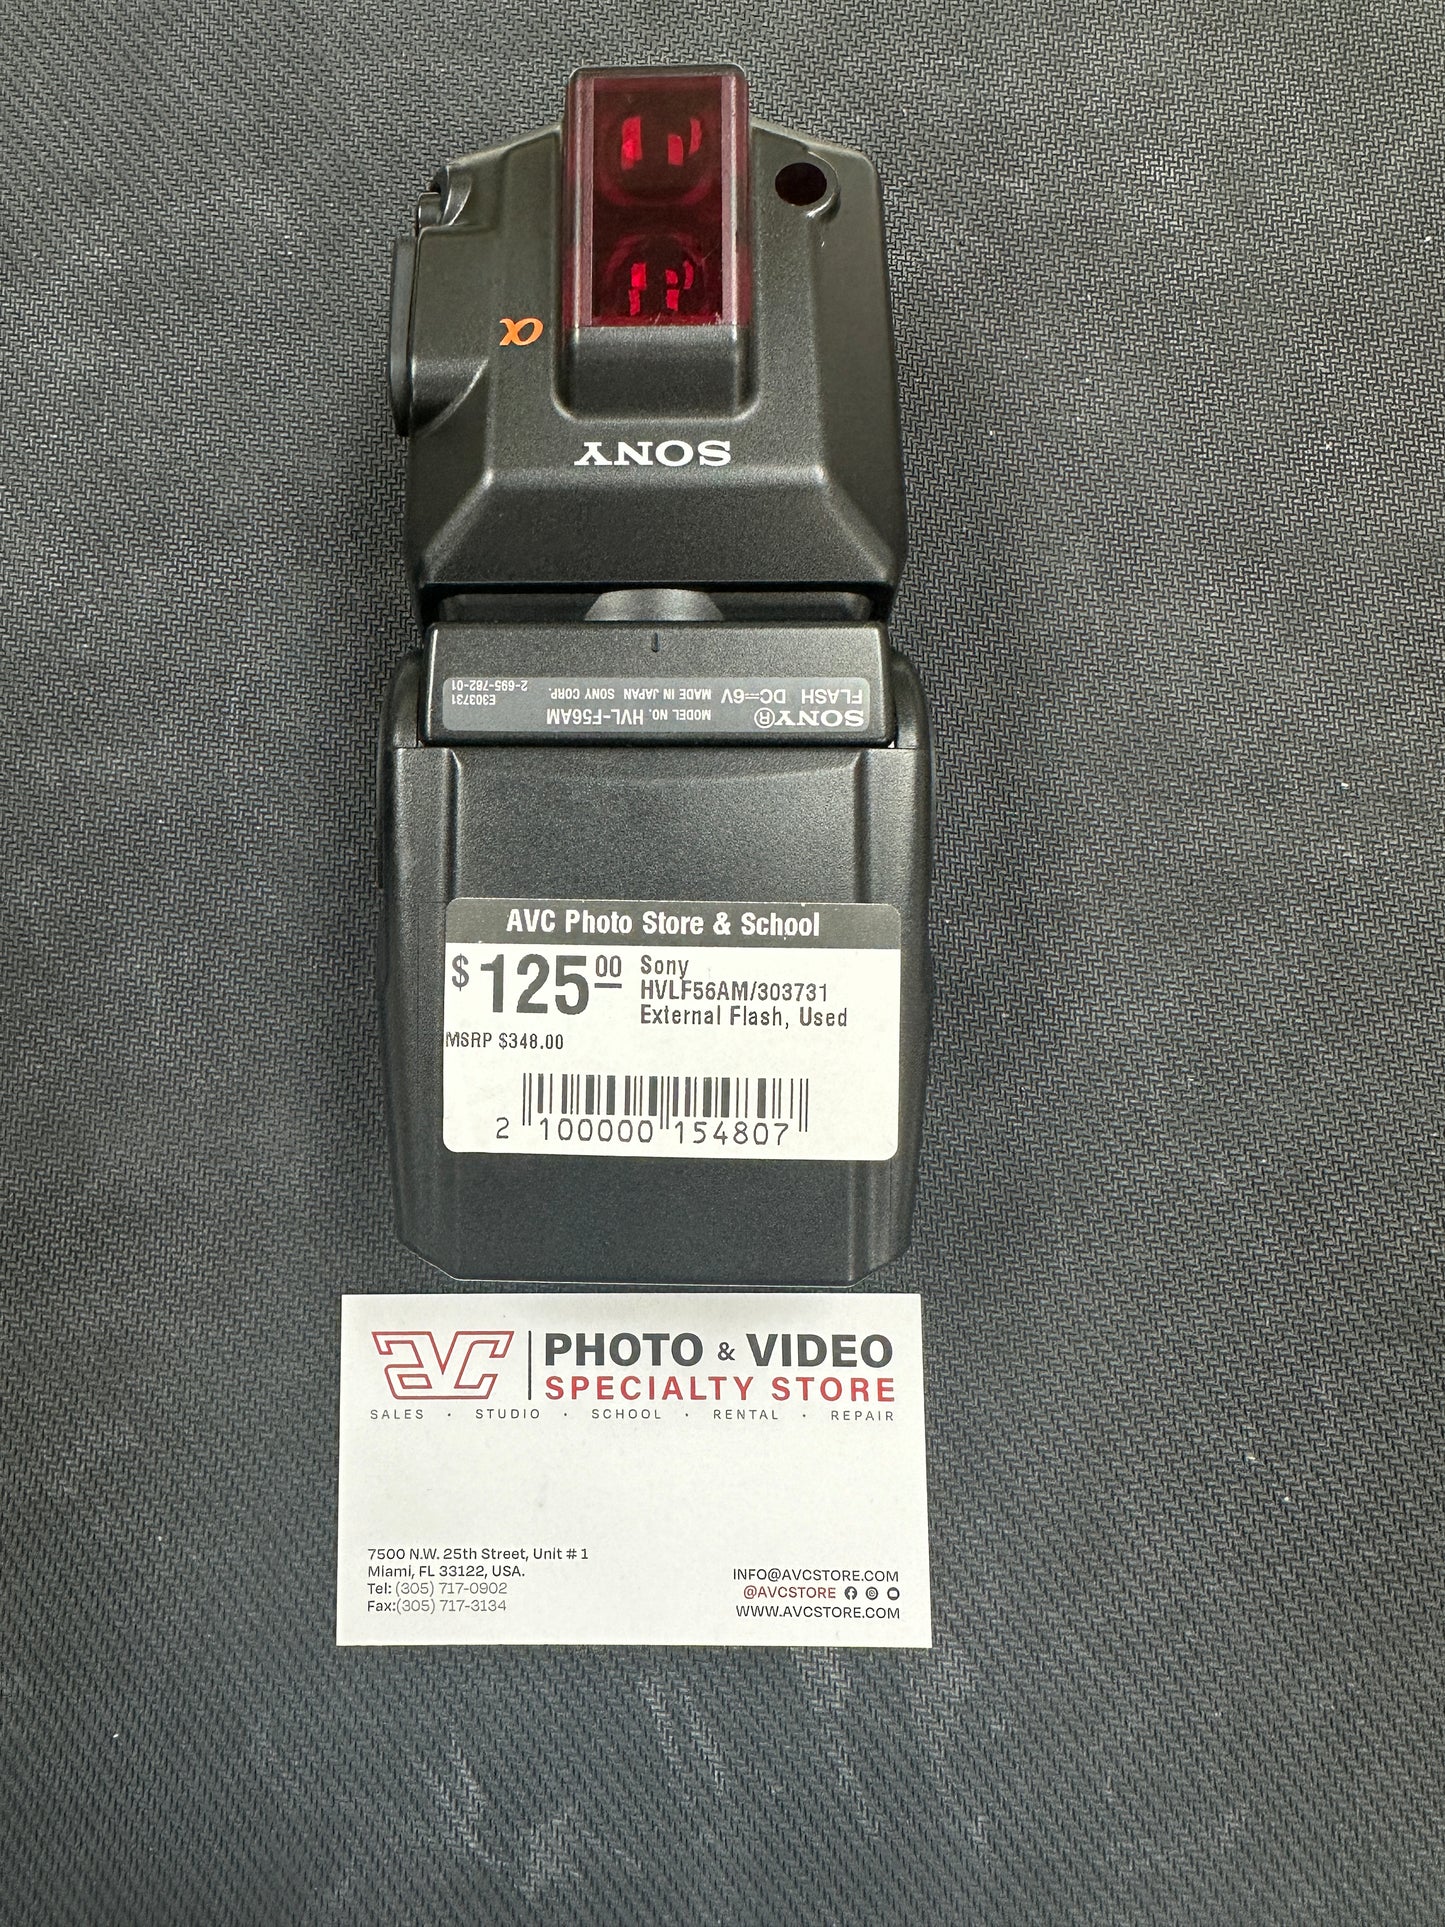 α
SONY
SONY® MODEL NO. HVL-F56AM E303731
FLASH DC⎓6V MADE IN JAPAN SONY CORP. 2-695-782-01
AVC Photo Store & School
$125.00
Sony
HVLF56AM/303731
External Flash, Used
MSRP $348.00
2 100000 154807
AVC PHOTO & VIDEO
SPECIALTY STORE
SALES · STUDIO · SCHOOL · RENTAL · REPAIR
7500 N.W. 25th Street, Unit # 1
Miami, FL 33122, USA.
Tel: (305) 717-0902
Fax:(305) 717-3134
INFO@AVCSTORE.COM
@AVCSTORE
WWW.AVCSTORE.COM